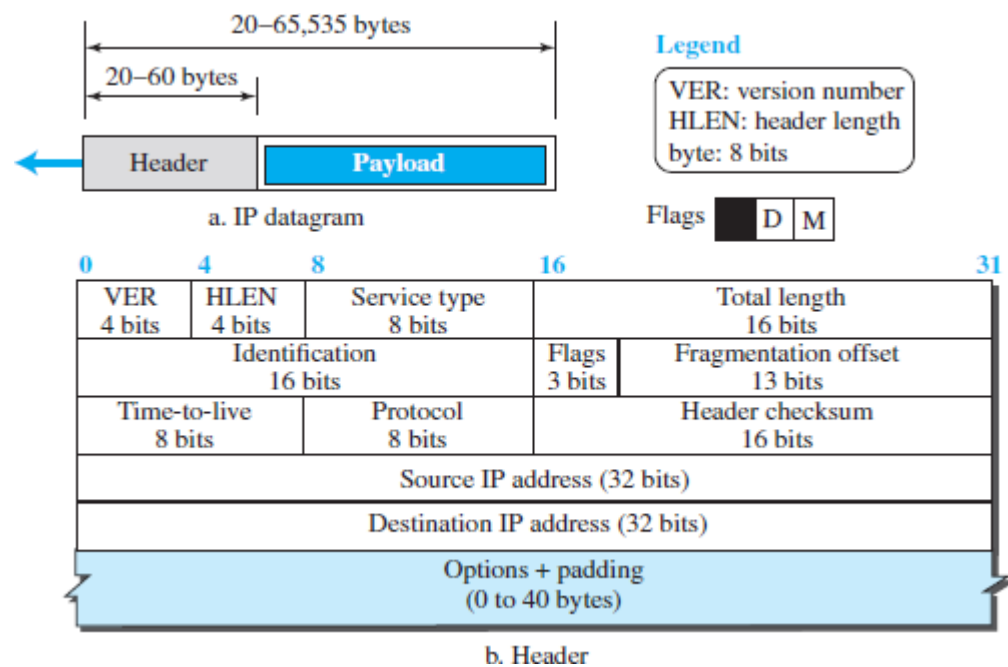 20–65,535 bytes
20–60 bytes
Header
Payload
a. IP datagram
Legend
VER: version number
HLEN: header length
byte: 8 bits
Flags D M
0 4 8 16 31
VER HLEN Service type Total length
4 bits 4 bits 8 bits 16 bits
Identification Flags Fragmentation offset
16 bits 3 bits 13 bits
Time-to-live Protocol Header checksum
8 bits 8 bits 16 bits
Source IP address (32 bits)
Destination IP address (32 bits)
Options + padding
(0 to 40 bytes)
b. Header